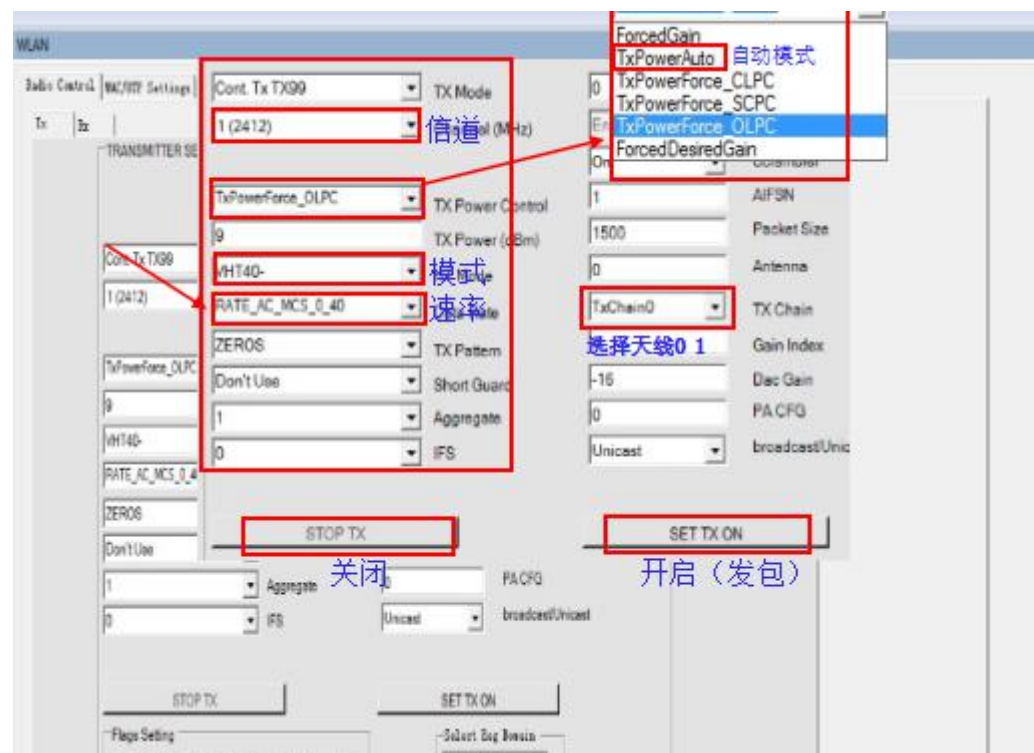 WLAN
Radio Control MAC/HTP Settings
Tx Rx
TRANSMITTER SE
Cont. Tx TX99 TX Mode 0
1 (2412) 信道 (MHz)
TxPowerForce_OLPC TX Power Control 1 AIFSN
9 TX Power (dBm) 1500 Packet Size
VHT40- 模式 0 Antenna
RATE_AC_MCS_0_40 速率 TxChain0 TX Chain
ZEROS TX Pattern 选择天线0 1 Gain Index
Don't Use Short Guard -16 Dac Gain
1 Aggregate 0 PA CFG
0 IFS Unicast broadcast/Unic
ForcedGain
TxPowerAuto 自动模式
TxPowerForce_CLPC
TxPowerForce_SCPC
TxPowerForce_OLPC
ForcedDesiredGain
STOP TX SET TX ON
关闭 开启（发包）
Cont. Tx TX99
1 (2412)
TxPowerForce_OLPC
9
VHT40-
RATE_AC_MCS_0_4
ZEROS
Don't Use
1 Aggregate 0 PA CFG
0 IFS Unicast broadcast/Unicast
STOP TX SET TX ON
Flags Setting Select Reg Domain